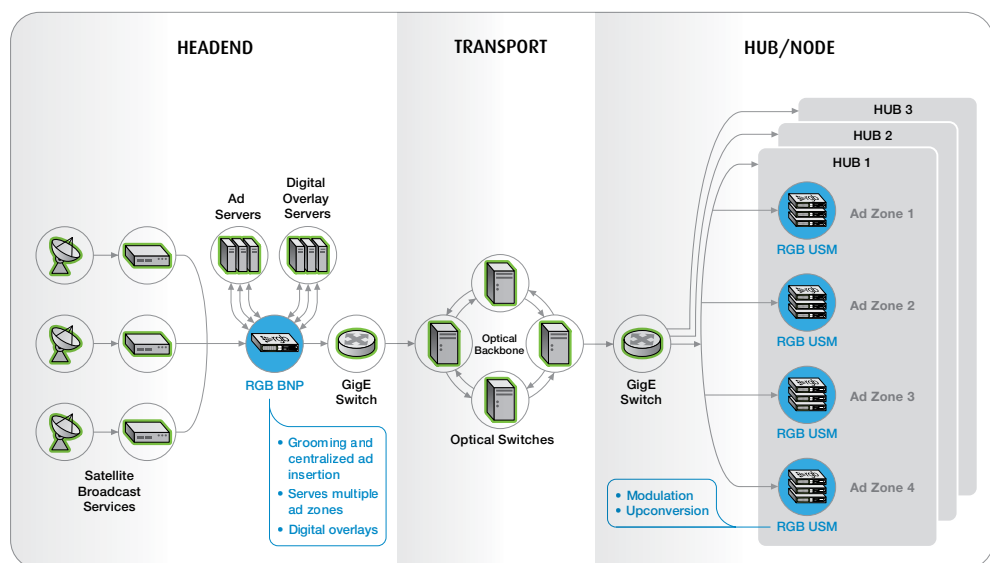 HEADEND
TRANSPORT
HUB/NODE
HUB 3
HUB 2
HUB 1
Ad
Servers
Digital
Overlay
Servers
Satellite
Broadcast
Services
RGB BNP
GigE
Switch
• Grooming and
centralized ad
insertion
• Serves multiple
ad zones
• Digital overlays
Optical
Backbone
Optical Switches
GigE
Switch
Ad Zone 1
RGB USM
Ad Zone 2
RGB USM
Ad Zone 3
RGB USM
Ad Zone 4
RGB USM
• Modulation
• Upconversion